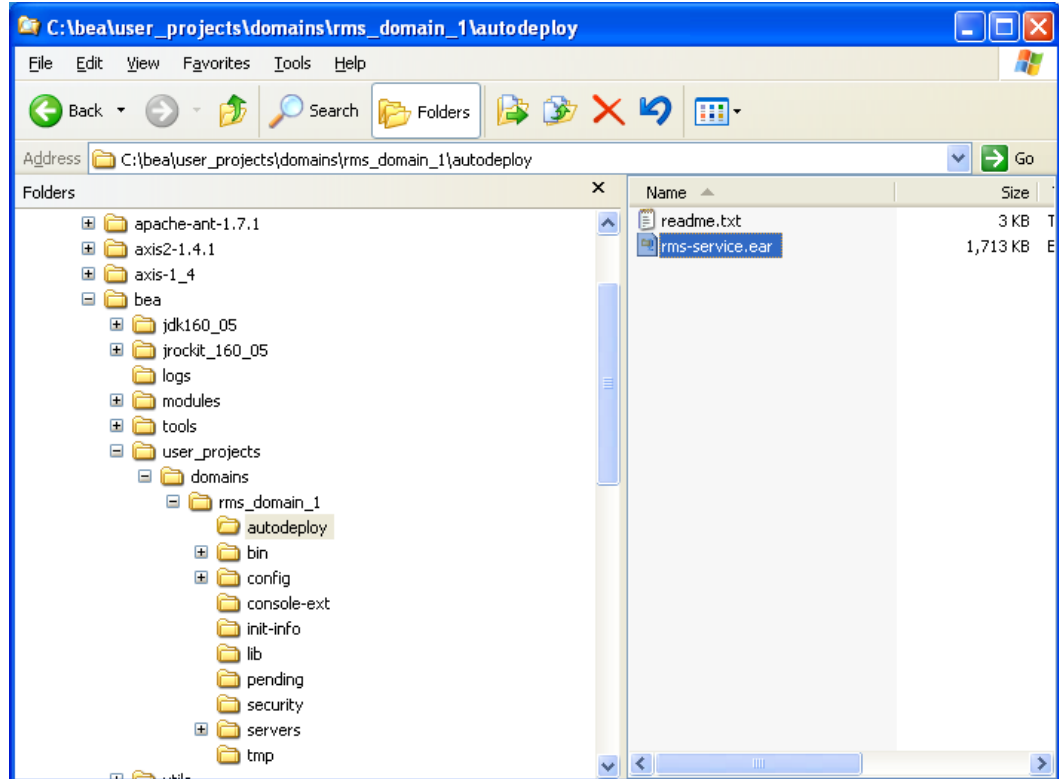 C:\bea\user_projects\domains\rms_domain_1\autodeploy
File Edit View Favorites Tools Help
Back Search Folders
Address C:\bea\user_projects\domains\rms_domain_1\autodeploy Go
Folders x Name Size
apache-ant-1.7.1
readme.txt 3 KB T
axis2-1.4.1
rms-service.ear 1,713 KB E
axis-1_4
bea
jdk160_05
jrockit_160_05
logs
modules
tools
user_projects
domains
rms_domain_1
autodeploy
bin
config
console-ext
init-info
lib
pending
security
servers
tmp